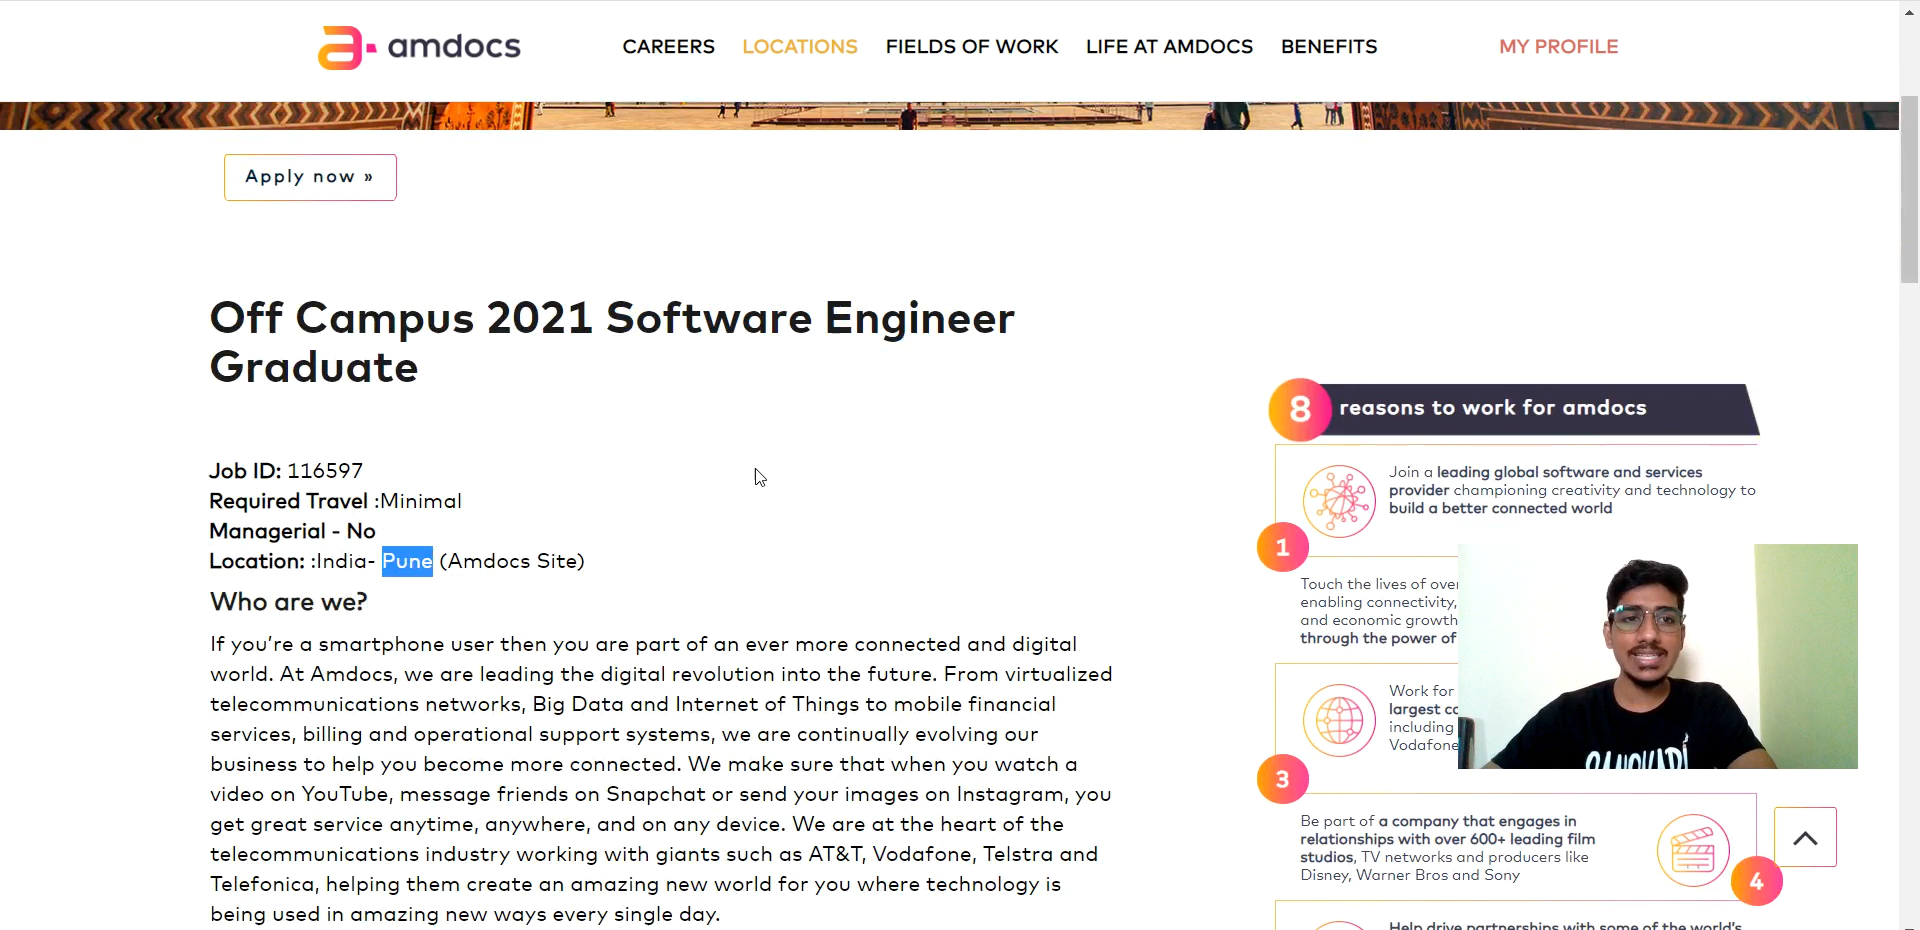 amdocs
CAREERS
LOCATIONS
FIELDS OF WORK
LIFE AT AMDOCS
BENEFITS
MY PROFILE
Apply now »
Off Campus 2021 Software Engineer
Graduate
Job ID: 116597
Required Travel :Minimal
Managerial - No
Location: :India- Pune (Amdocs Site)
Who are we?
If you’re a smartphone user then you are part of an ever more connected and digital
world. At Amdocs, we are leading the digital revolution into the future. From virtualized
telecommunications networks, Big Data and Internet of Things to mobile financial
services, billing and operational support systems, we are continually evolving our
business to help you become more connected. We make sure that when you watch a
video on YouTube, message friends on Snapchat or send your images on Instagram, you
get great service anytime, anywhere, and on any device. We are at the heart of the
telecommunications industry working with giants such as AT&T, Vodafone, Telstra and
Telefonica, helping them create an amazing new world for you where technology is
being used in amazing new ways every single day.
8 reasons to work for amdocs
Join a leading global software and services
provider championing creativity and technology to
build a better connected world
1
Touch the lives of over
enabling connectivity,
and economic growth
through the power of
Work for
largest
including
Vodafone
3
Be part of a company that engages in
relationships with over 600+ leading film
studios, TV networks and producers like
Disney, Warner Bros and Sony
4
Help drive partnerships with some of the world’s